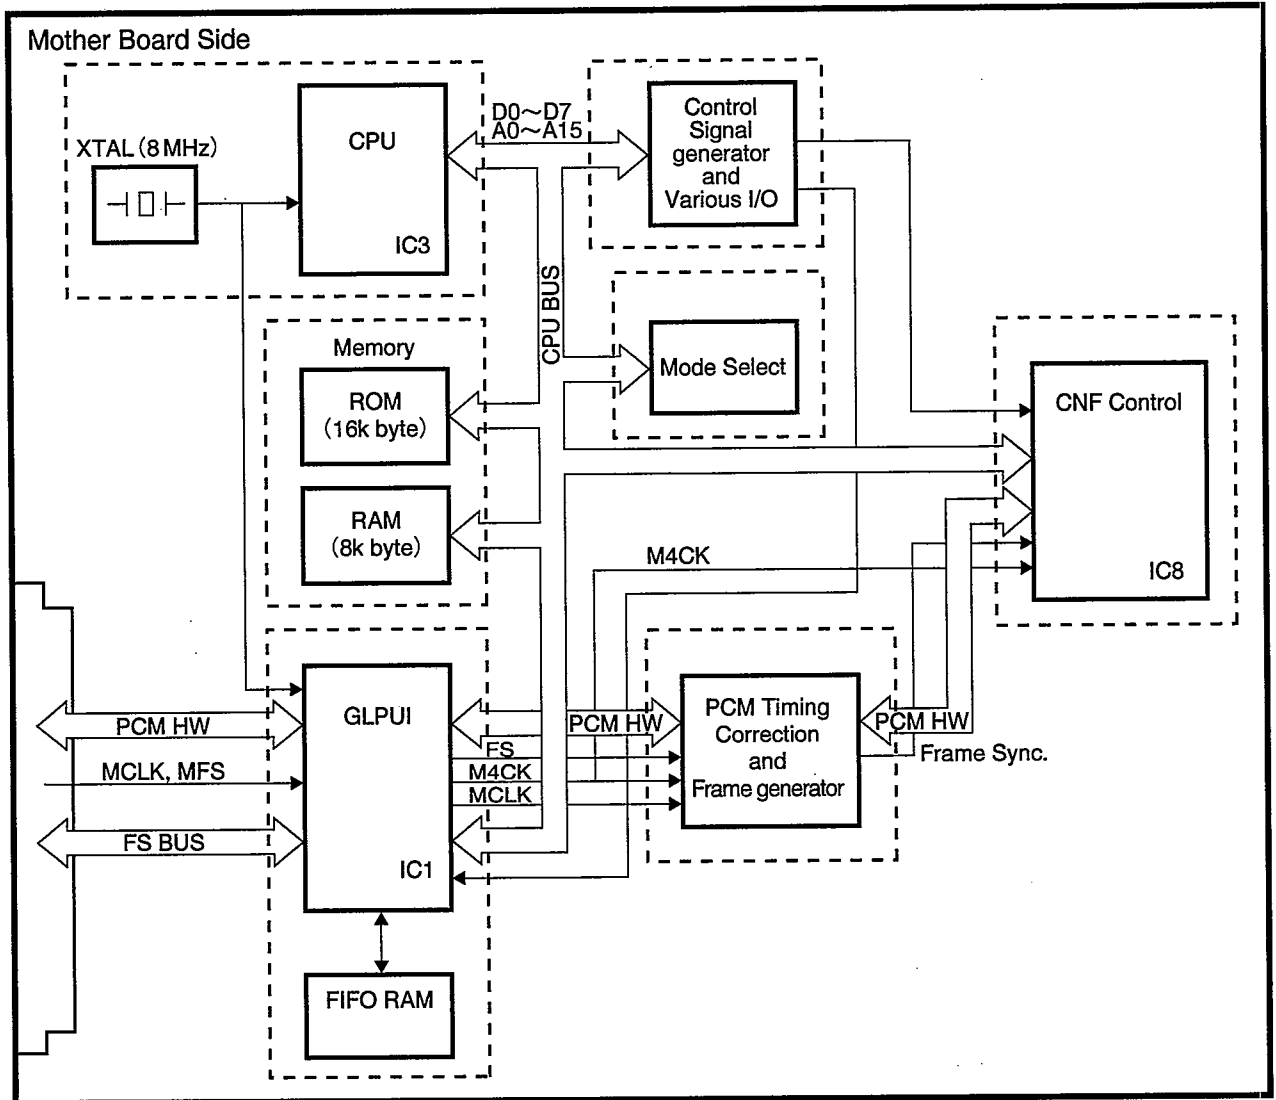 Mother Board Side
XTAL (8 MHz)
CPU
IC3
D0～D7
A0～A15
Control
Signal
generator
and
Various I/O
CPU BUS
Mode Select
Memory
ROM
(16k byte)
RAM
(8k byte)
CNF Control
IC8
M4CK
GLPUI
IC1
PCM HW
MCLK, MFS
FS BUS
PCM HW
FS
M4CK
MCLK
PCM Timing
Correction
and
Frame generator
PCM HW
Frame Sync.
FIFO RAM